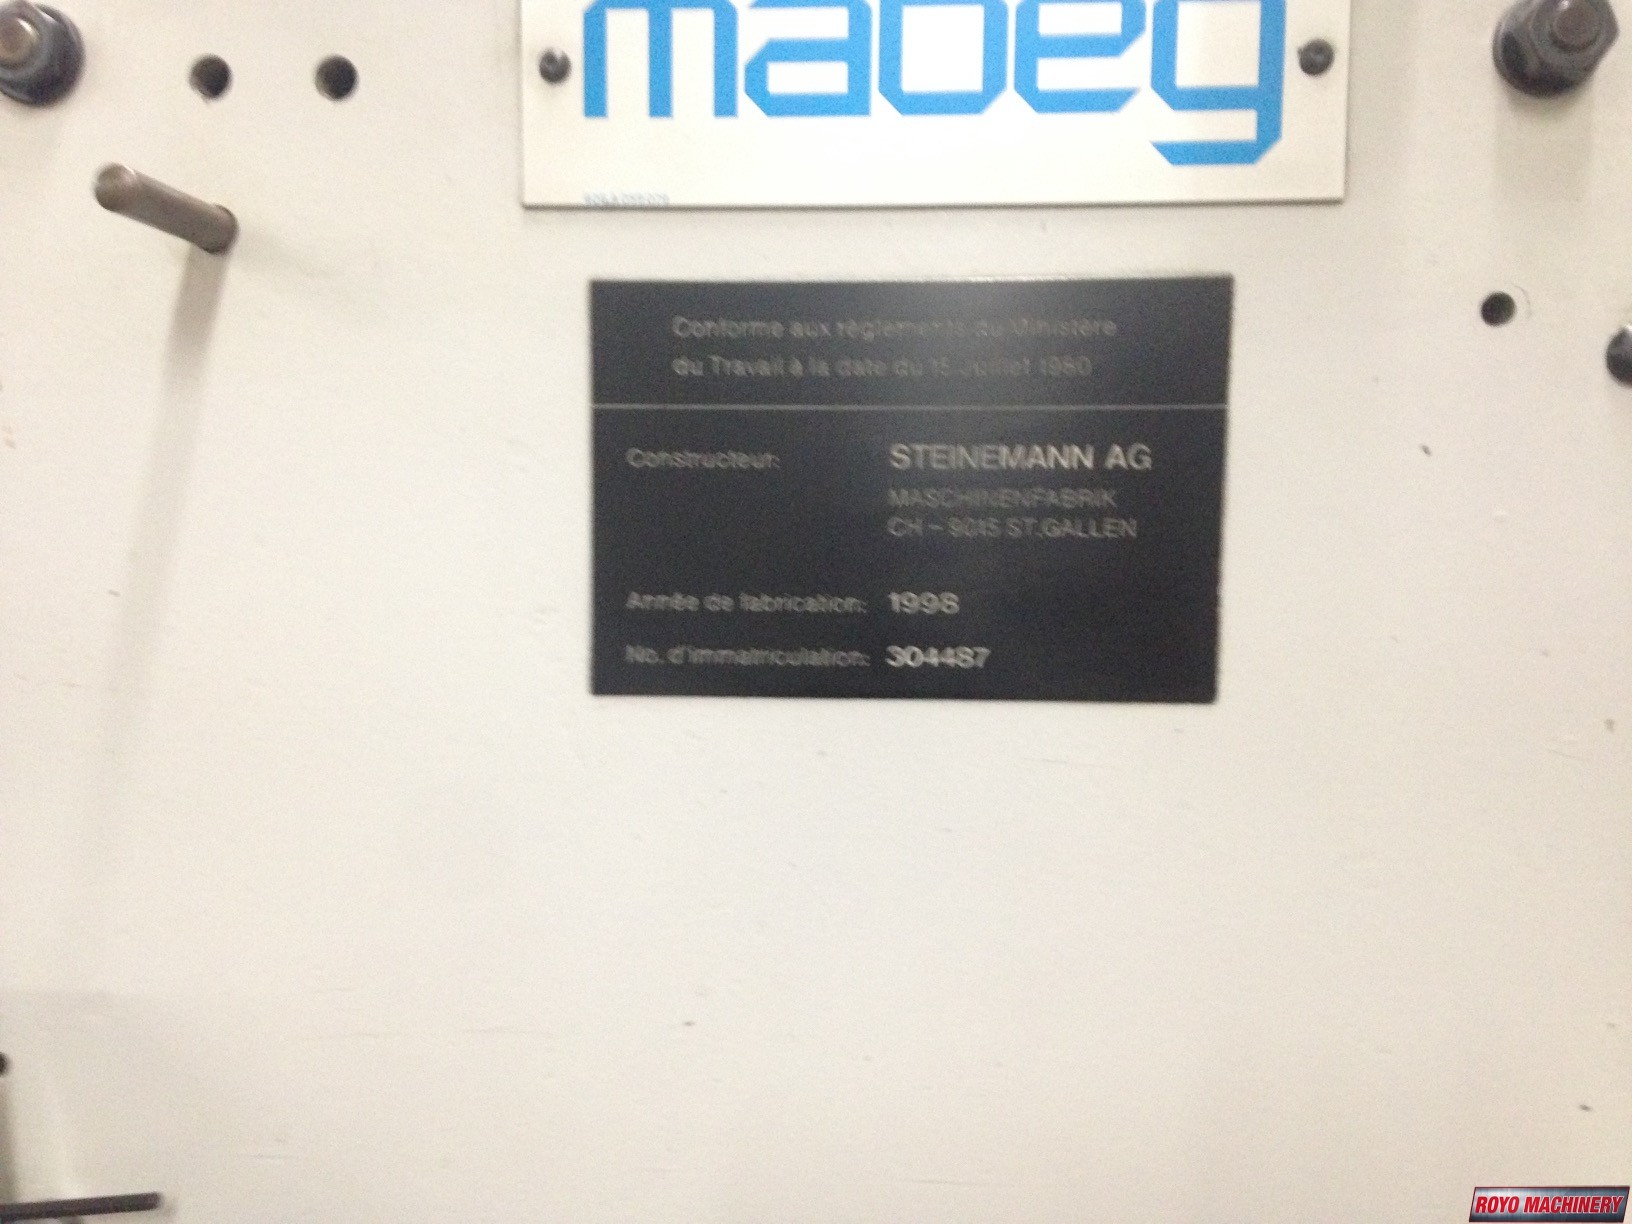 mabeg
Conforme aux règlements du Ministère
du Travail à la date du 15 Juillet 1980
Constructeur: STEINEMANN AG
MASCHINENFABRIK
CH - 9015 ST.GALLEN
Année de fabrication: 1998
No. d'immatriculation: 304487
ROYO MACHINERY